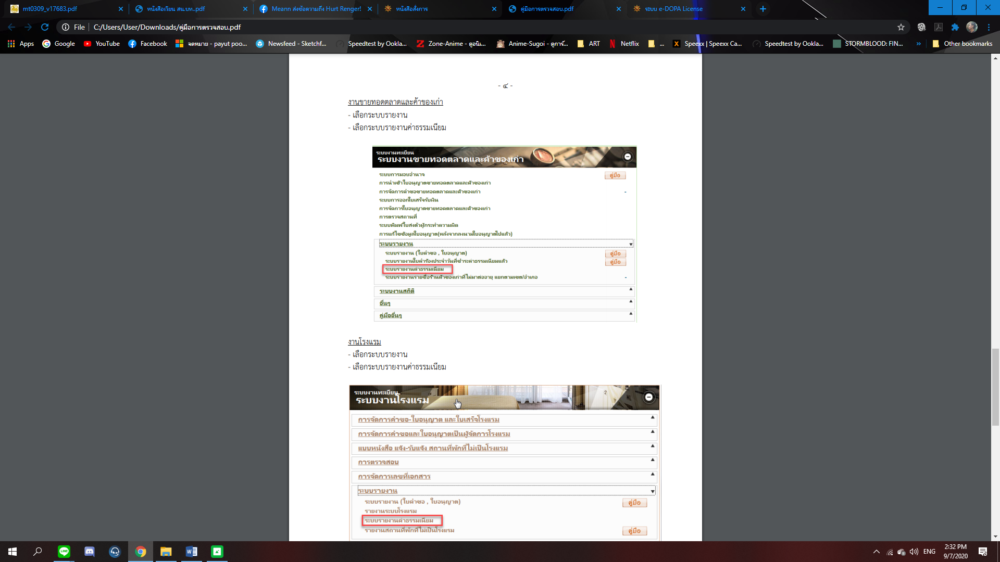 mt0309_v17683.pdf
หนังสือเรียน สน.บท..pdf
Meann ส่งข้อความถึง Hurt Renger!
หนังสือสั่งการ
คู่มือการตรวจสอบ.pdf
ระบบ e-DOPA License
File C:/Users/User/Downloads/คู่มือการตรวจสอบ.pdf
Apps Google YouTube Facebook จดหมาย - payut poo... Newsfeed - Sketchf... Speedtest by Ookla... Zone-Anime - ดูอนิเ... Anime-Sugoi - ดูการ์... ART Netflix ... Speexx | Speexx Ca... Speedtest by Ookla... STORMBLOOD: FIN... » Other bookmarks
- ๔ -
งานขายทอดตลาดและค้าของเก่า
- เลือกระบบรายงาน
- เลือกระบบรายงานค่าธรรมเนียม
ระบบงานทะเบียน
ระบบงานขายทอดตลาดและค้าของเก่า
ระบบการมอบอำนาจ คู่มือ
การนำเข้าใบอนุญาตขายทอดตลาดและค้าของเก่า
การจัดการคำขอขายทอดตลาดและค้าของเก่า -
ระบบการออกใบเสร็จรับเงิน
การจัดการใบอนุญาตขายทอดตลาดและค้าของเก่า
การตรวจสถานที่
ระบบพิมพ์ใบส่งตัวผู้กระทำความผิด
การแก้ไขข้อมูลใบอนุญาต(หลังจากลงนามใบอนุญาตไปแล้ว)
ระบบรายงาน
ระบบรายงาน (ใบคำขอ , ใบอนุญาต) คู่มือ
ระบบรายงานใบคำร้องประจำวันที่ชำระค่าธรรมเนียมแล้ว คู่มือ
ระบบรายงานค่าธรรมเนียม
ระบบรายงานรายชื่อร้านค้าของเก่าที่ไม่มาต่ออายุ แยกตามเขต/อำเภอ -
ระบบงานสถิติ
อื่นๆ
คู่มืออื่นๆ
งานโรงแรม
- เลือกระบบรายงาน
- เลือกระบบรายงานค่าธรรมเนียม
ระบบงานทะเบียน
ระบบงานโรงแรม
การจัดการคำขอ-ใบอนุญาต และใบเสร็จโรงแรม
การจัดการคำขอและใบอนุญาตเป็นผู้จัดการโรงแรม
แบบหนังสือ แจ้ง-รับแจ้ง สถานที่พักที่ไม่เป็นโรงแรม
การตรวจสอบ
การจัดการเลขที่เอกสาร
ระบบรายงาน
ระบบรายงาน (ใบคำขอ , ใบอนุญาต) คู่มือ
รายงานระบบโรงแรม
ระบบรายงานค่าธรรมเนียม
รายงานสถานที่พักที่ไม่เป็นโรงแรม คู่มือ
LINE
ENG
2:32 PM
9/7/2020